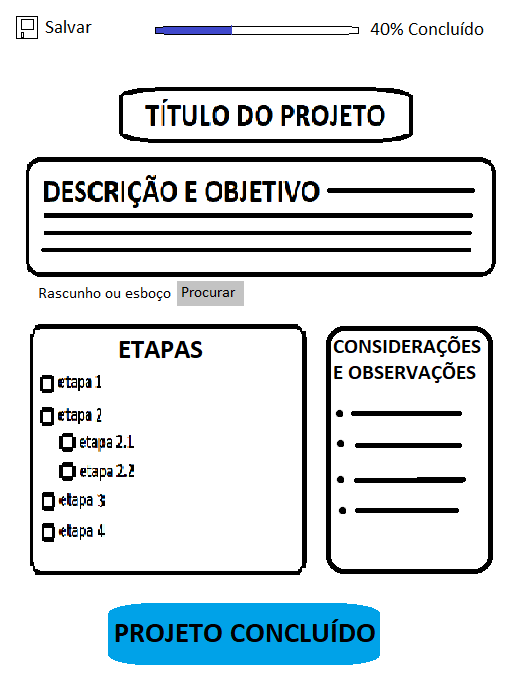 Salvar
40% Concluído
TÍTULO DO PROJETO
DESCRIÇÃO E OBJETIVO
Rascunho ou esboço Procurar
ETAPAS
etapa 1
etapa 2
etapa 2.1
etapa 2.2
etapa 3
etapa 4
CONSIDERAÇÕES
E OBSERVAÇÕES
PROJETO CONCLUÍDO